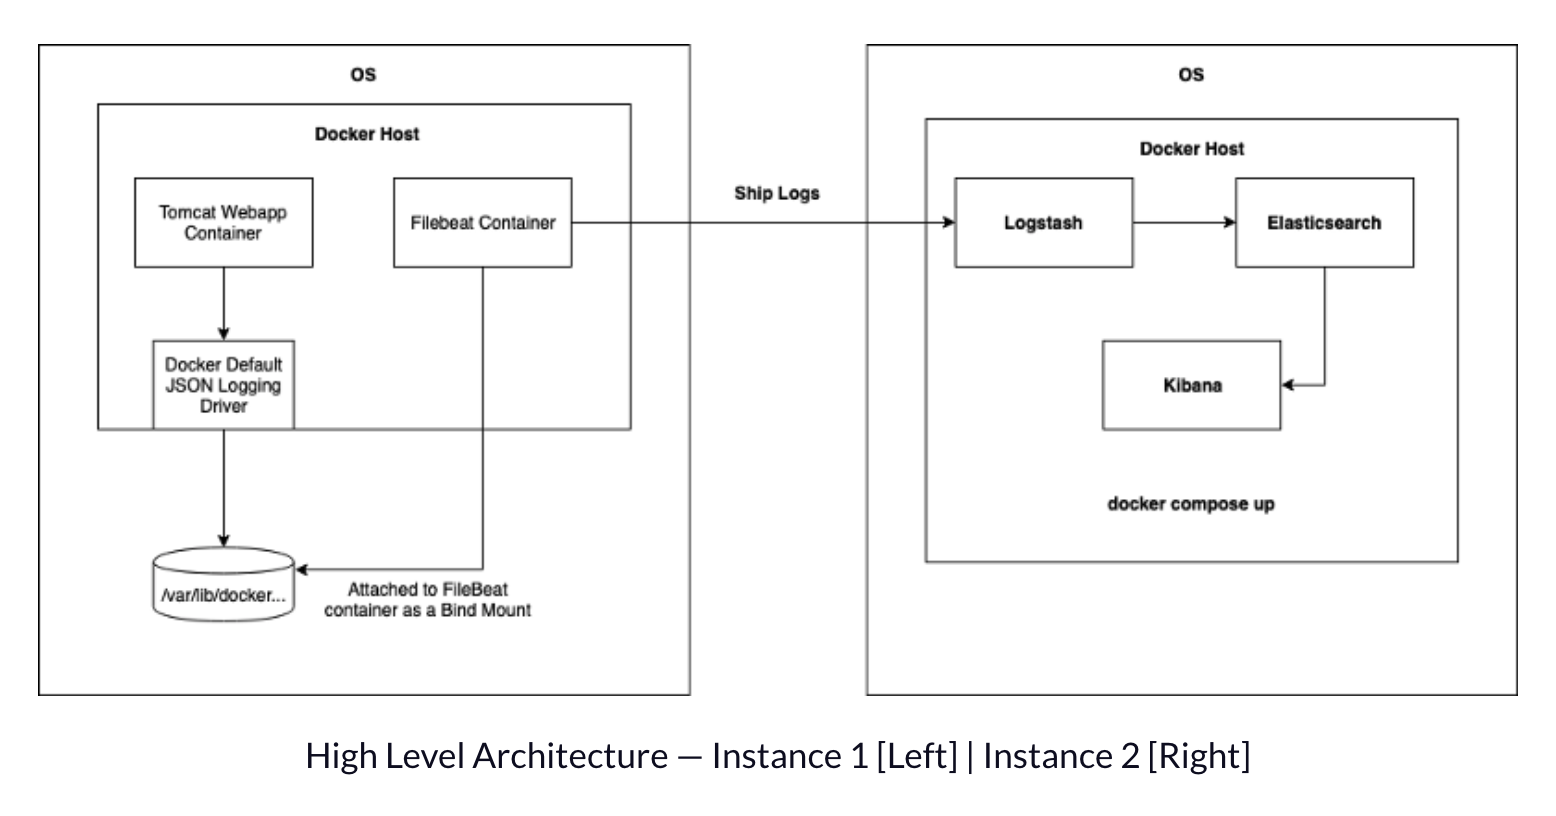 OS
Docker Host
Tomcat Webapp
Container
Filebeat Container
Docker Default
JSON Logging
Driver
/var/lib/docker...
Attached to FileBeat
container as a Bind Mount
Ship Logs
OS
Docker Host
Logstash
Elasticsearch
Kibana
docker compose up
High Level Architecture — Instance 1 [Left] | Instance 2 [Right]